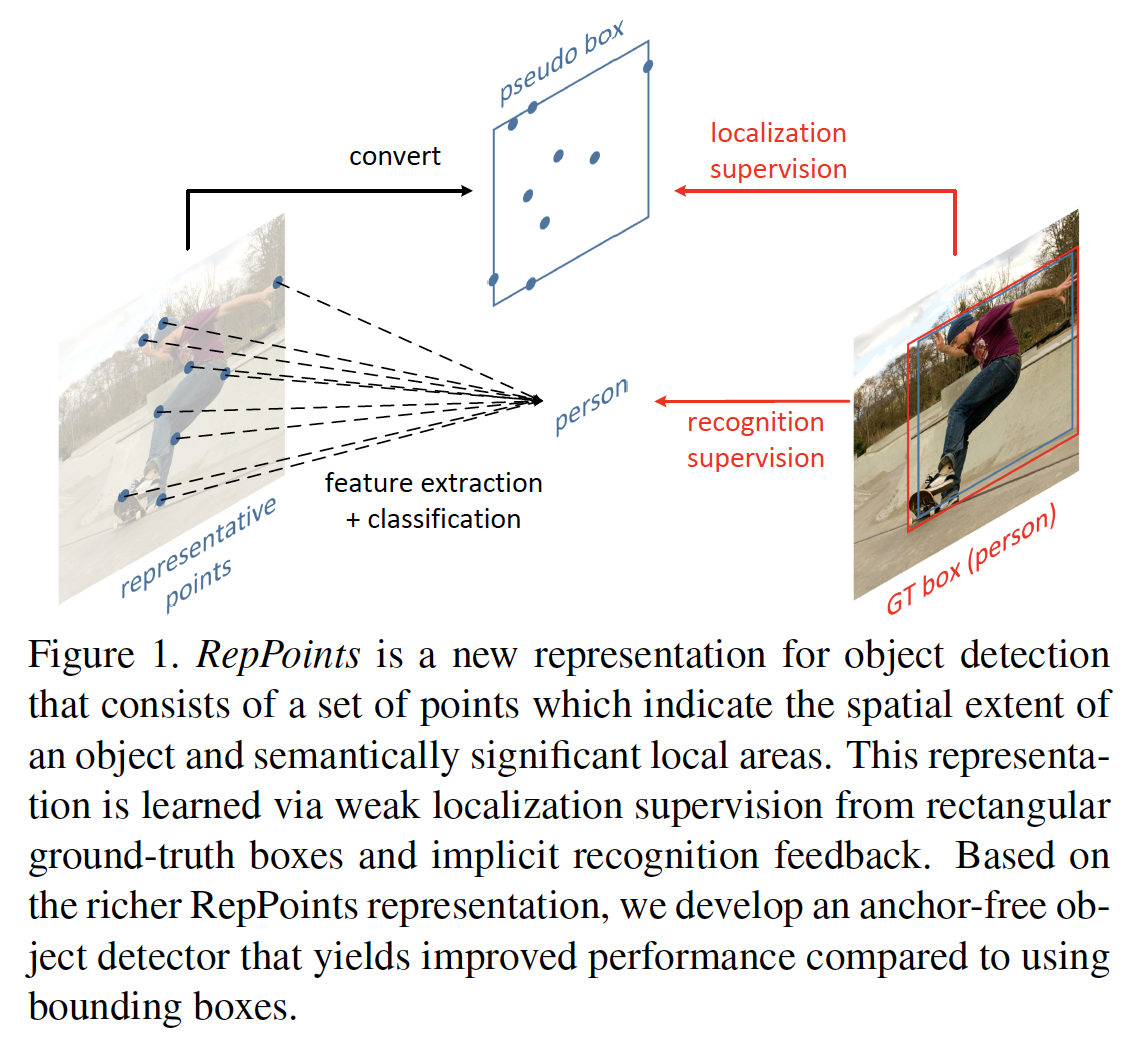 pseudo box
convert
localization
supervision
person
recognition
supervision
feature extraction
+ classification
representative
points
GT box (person)
Figure 1. RepPoints is a new representation for object detection
that consists of a set of points which indicate the spatial extent of
an object and semantically significant local areas. This representa-
tion is learned via weak localization supervision from rectangular
ground-truth boxes and implicit recognition feedback. Based on
the richer RepPoints representation, we develop an anchor-free ob-
ject detector that yields improved performance compared to using
bounding boxes.